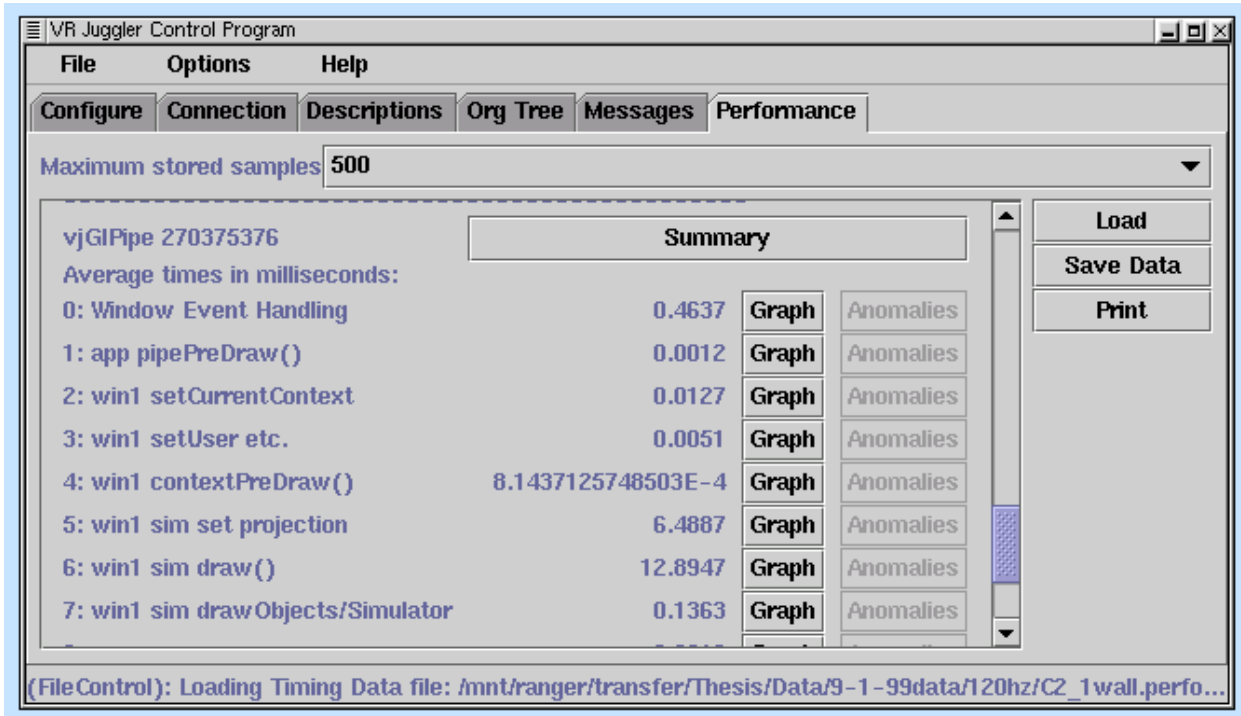 VR Juggler Control Program
File Options Help
Configure Connection Descriptions Org Tree Messages Performance
Maximum stored samples 500
vjGlPipe 270375376 Summary
Average times in milliseconds:
0: Window Event Handling 0.4637 Graph Anomalies
1: app pipePreDraw() 0.0012 Graph Anomalies
2: win1 setCurrentContext 0.0127 Graph Anomalies
3: win1 setUser etc. 0.0051 Graph Anomalies
4: win1 contextPreDraw() 8.1437125748503E-4 Graph Anomalies
5: win1 sim set projection 6.4887 Graph Anomalies
6: win1 sim draw() 12.8947 Graph Anomalies
7: win1 sim drawObjects/Simulator 0.1363 Graph Anomalies
Load
Save Data
Print
(FileControl): Loading Timing Data file: /mnt/ranger/transfer/Thesis/Data/9-1-99data/120hz/C2_1wall.perfo...